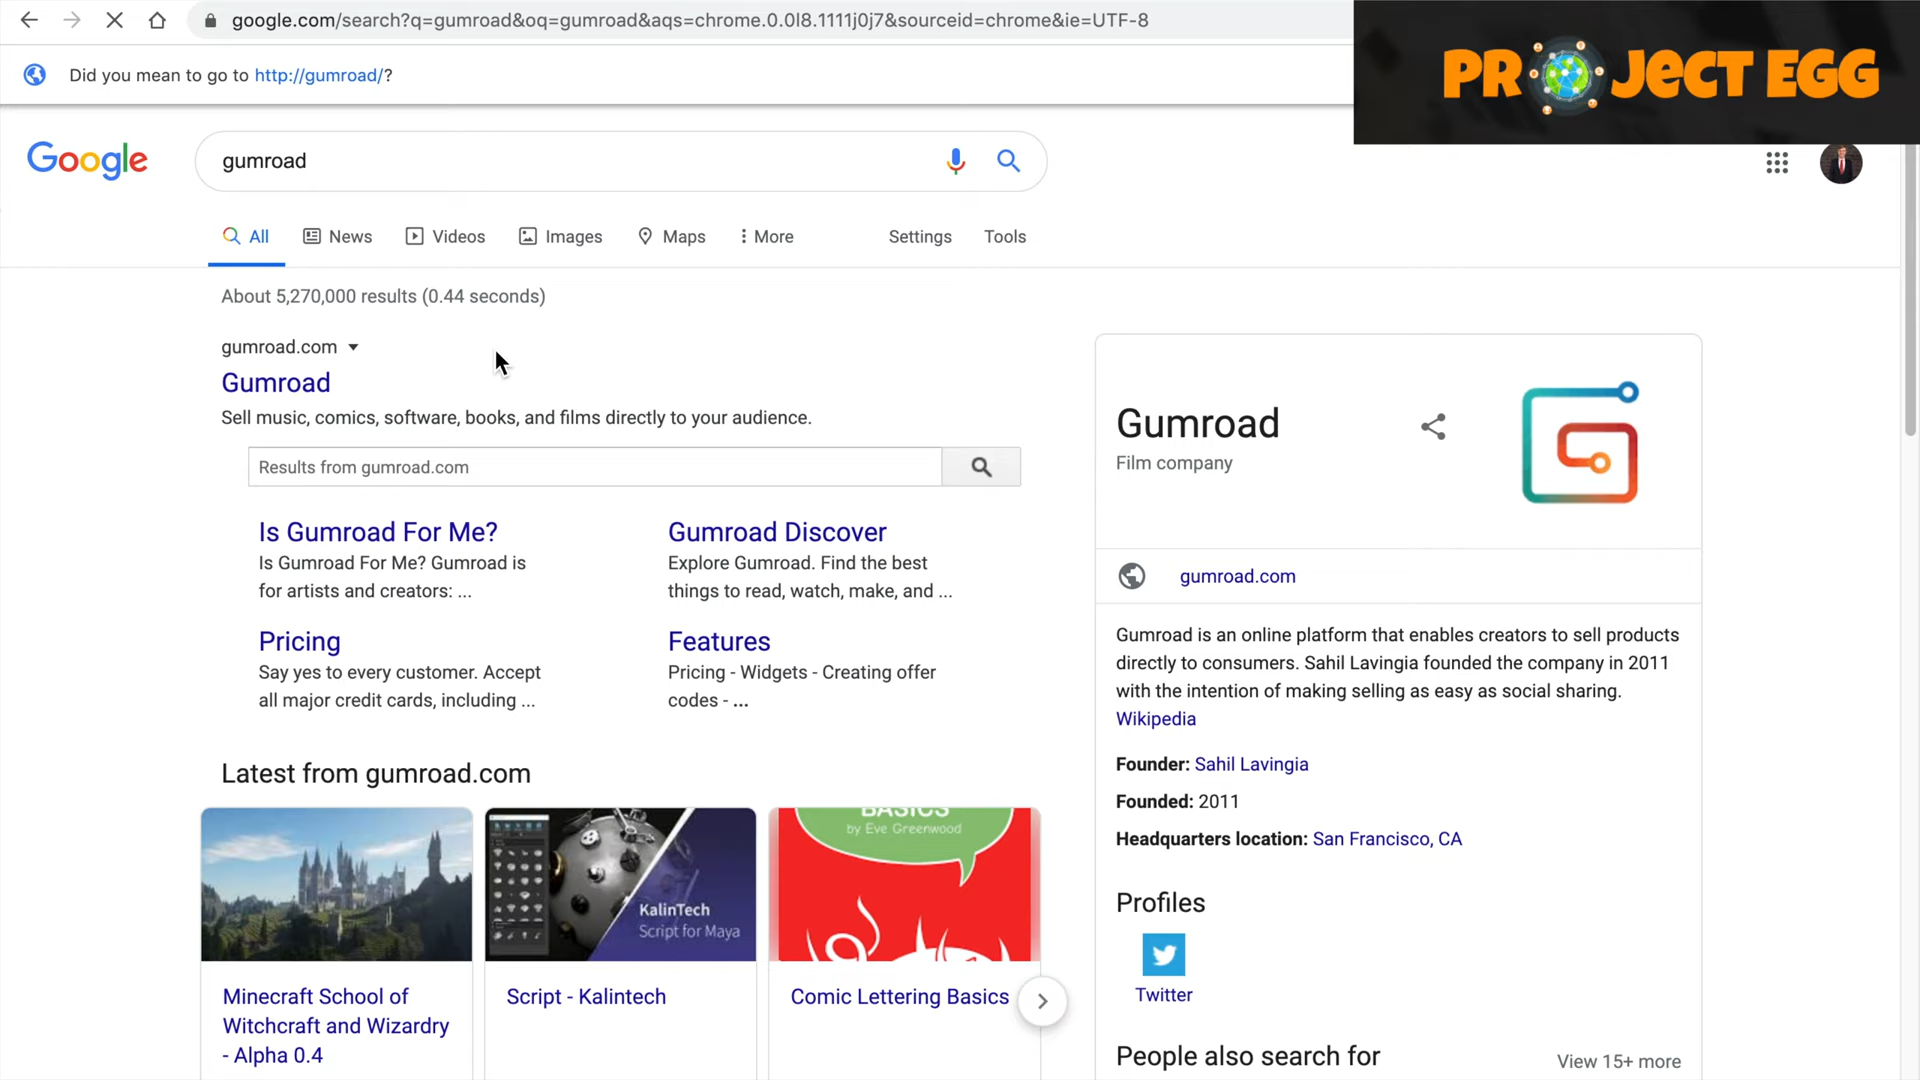 google.com/search?q=gumroad&oq=gumroad&aqs=chrome.0.0l8.1111j0j7&sourceid=chrome&ie=UTF-8
PROJECT EGG
Did you mean to go to http://gumroad/?
Google
gumroad
All
News
Videos
Images
Maps
More
Settings
Tools
About 5,270,000 results (0.44 seconds)
gumroad.com
Gumroad
Sell music, comics, software, books, and films directly to your audience.
Results from gumroad.com
Is Gumroad For Me?
Is Gumroad For Me? Gumroad is
for artists and creators: ...
Gumroad Discover
Explore Gumroad. Find the best
things to read, watch, make, and ...
Pricing
Say yes to every customer. Accept
all major credit cards, including ...
Features
Pricing - Widgets - Creating offer
codes - ...
Latest from gumroad.com
KalinTech
Script for Maya
BASICS
by Eve Greenwood
Minecraft School of
Witchcraft and Wizardry
- Alpha 0.4
Script - Kalintech
Comic Lettering Basics
Gumroad
Film company
gumroad.com
Gumroad is an online platform that enables creators to sell products
directly to consumers. Sahil Lavingia founded the company in 2011
with the intention of making selling as easy as social sharing.
Wikipedia
Founder: Sahil Lavingia
Founded: 2011
Headquarters location: San Francisco, CA
Profiles
Twitter
People also search for
View 15+ more